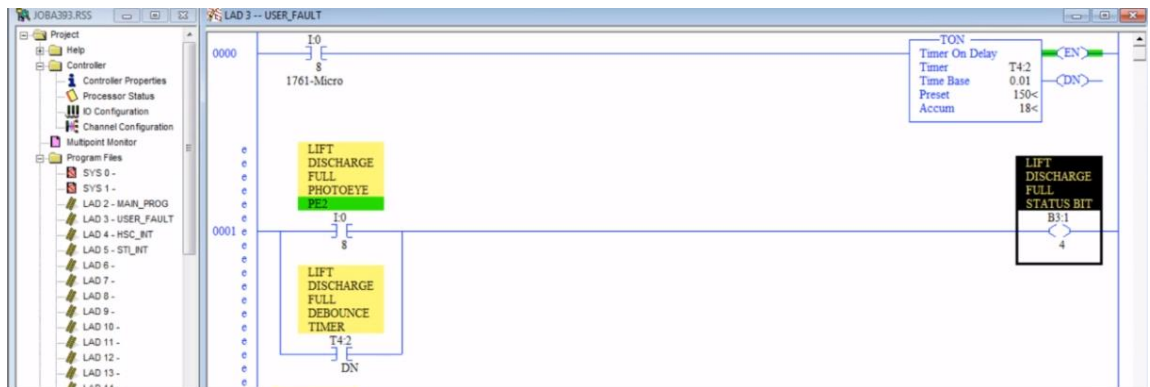 JOBA393.RSS
Project
Help
Controller
Controller Properties
Processor Status
IO Configuration
Channel Configuration
Multipoint Monitor
Program Files
SYS 0 -
SYS 1 -
LAD 2 - MAIN_PROG
LAD 3 - USER_FAULT
LAD 4 - HSC_INT
LAD 5 - STI_INT
LAD 6 -
LAD 7 -
LAD 8 -
LAD 9 -
LAD 10 -
LAD 11 -
LAD 12 -
LAD 13 -
LAD 3 -- USER_FAULT
0000
I:0
8
1761-Micro
TON
Timer On Delay
Timer T4:2
Time Base 0.01
Preset 150<
Accum 18<
EN
DN
e
e
e
e
e
e
0001 e
e
e
e
e
e
e
e
e
e
e
LIFT
DISCHARGE
FULL
PHOTOEYE
PE2
I:0
8
LIFT
DISCHARGE
FULL
DEBOUNCE
TIMER
T4:2
DN
LIFT
DISCHARGE
FULL
STATUS BIT
B3:1
4